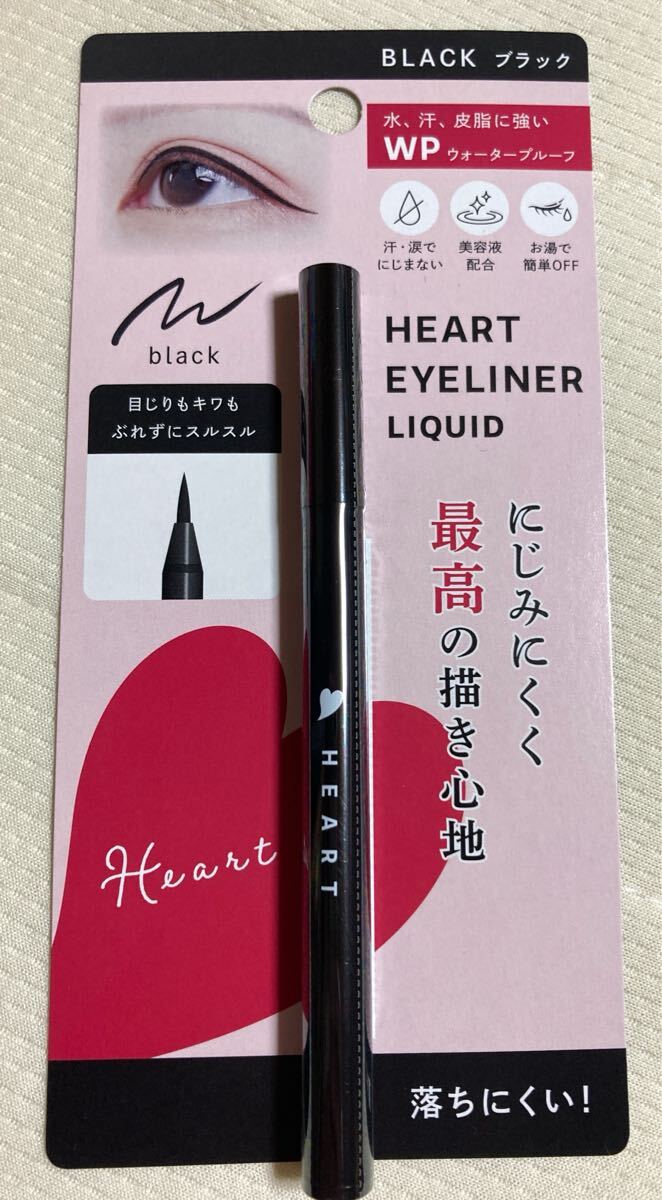 BLACK ブラック
水、汗、皮脂に強い
WP ウォータープルーフ
汗・涙で
にじまない
美容液
配合
お湯で
簡単OFF
black
HEART
EYELINER
LIQUID
目じりもキワも
ぶれずにスルスル
にじみにくく
最高の描き心地
HEART
Heart
落ちにくい!